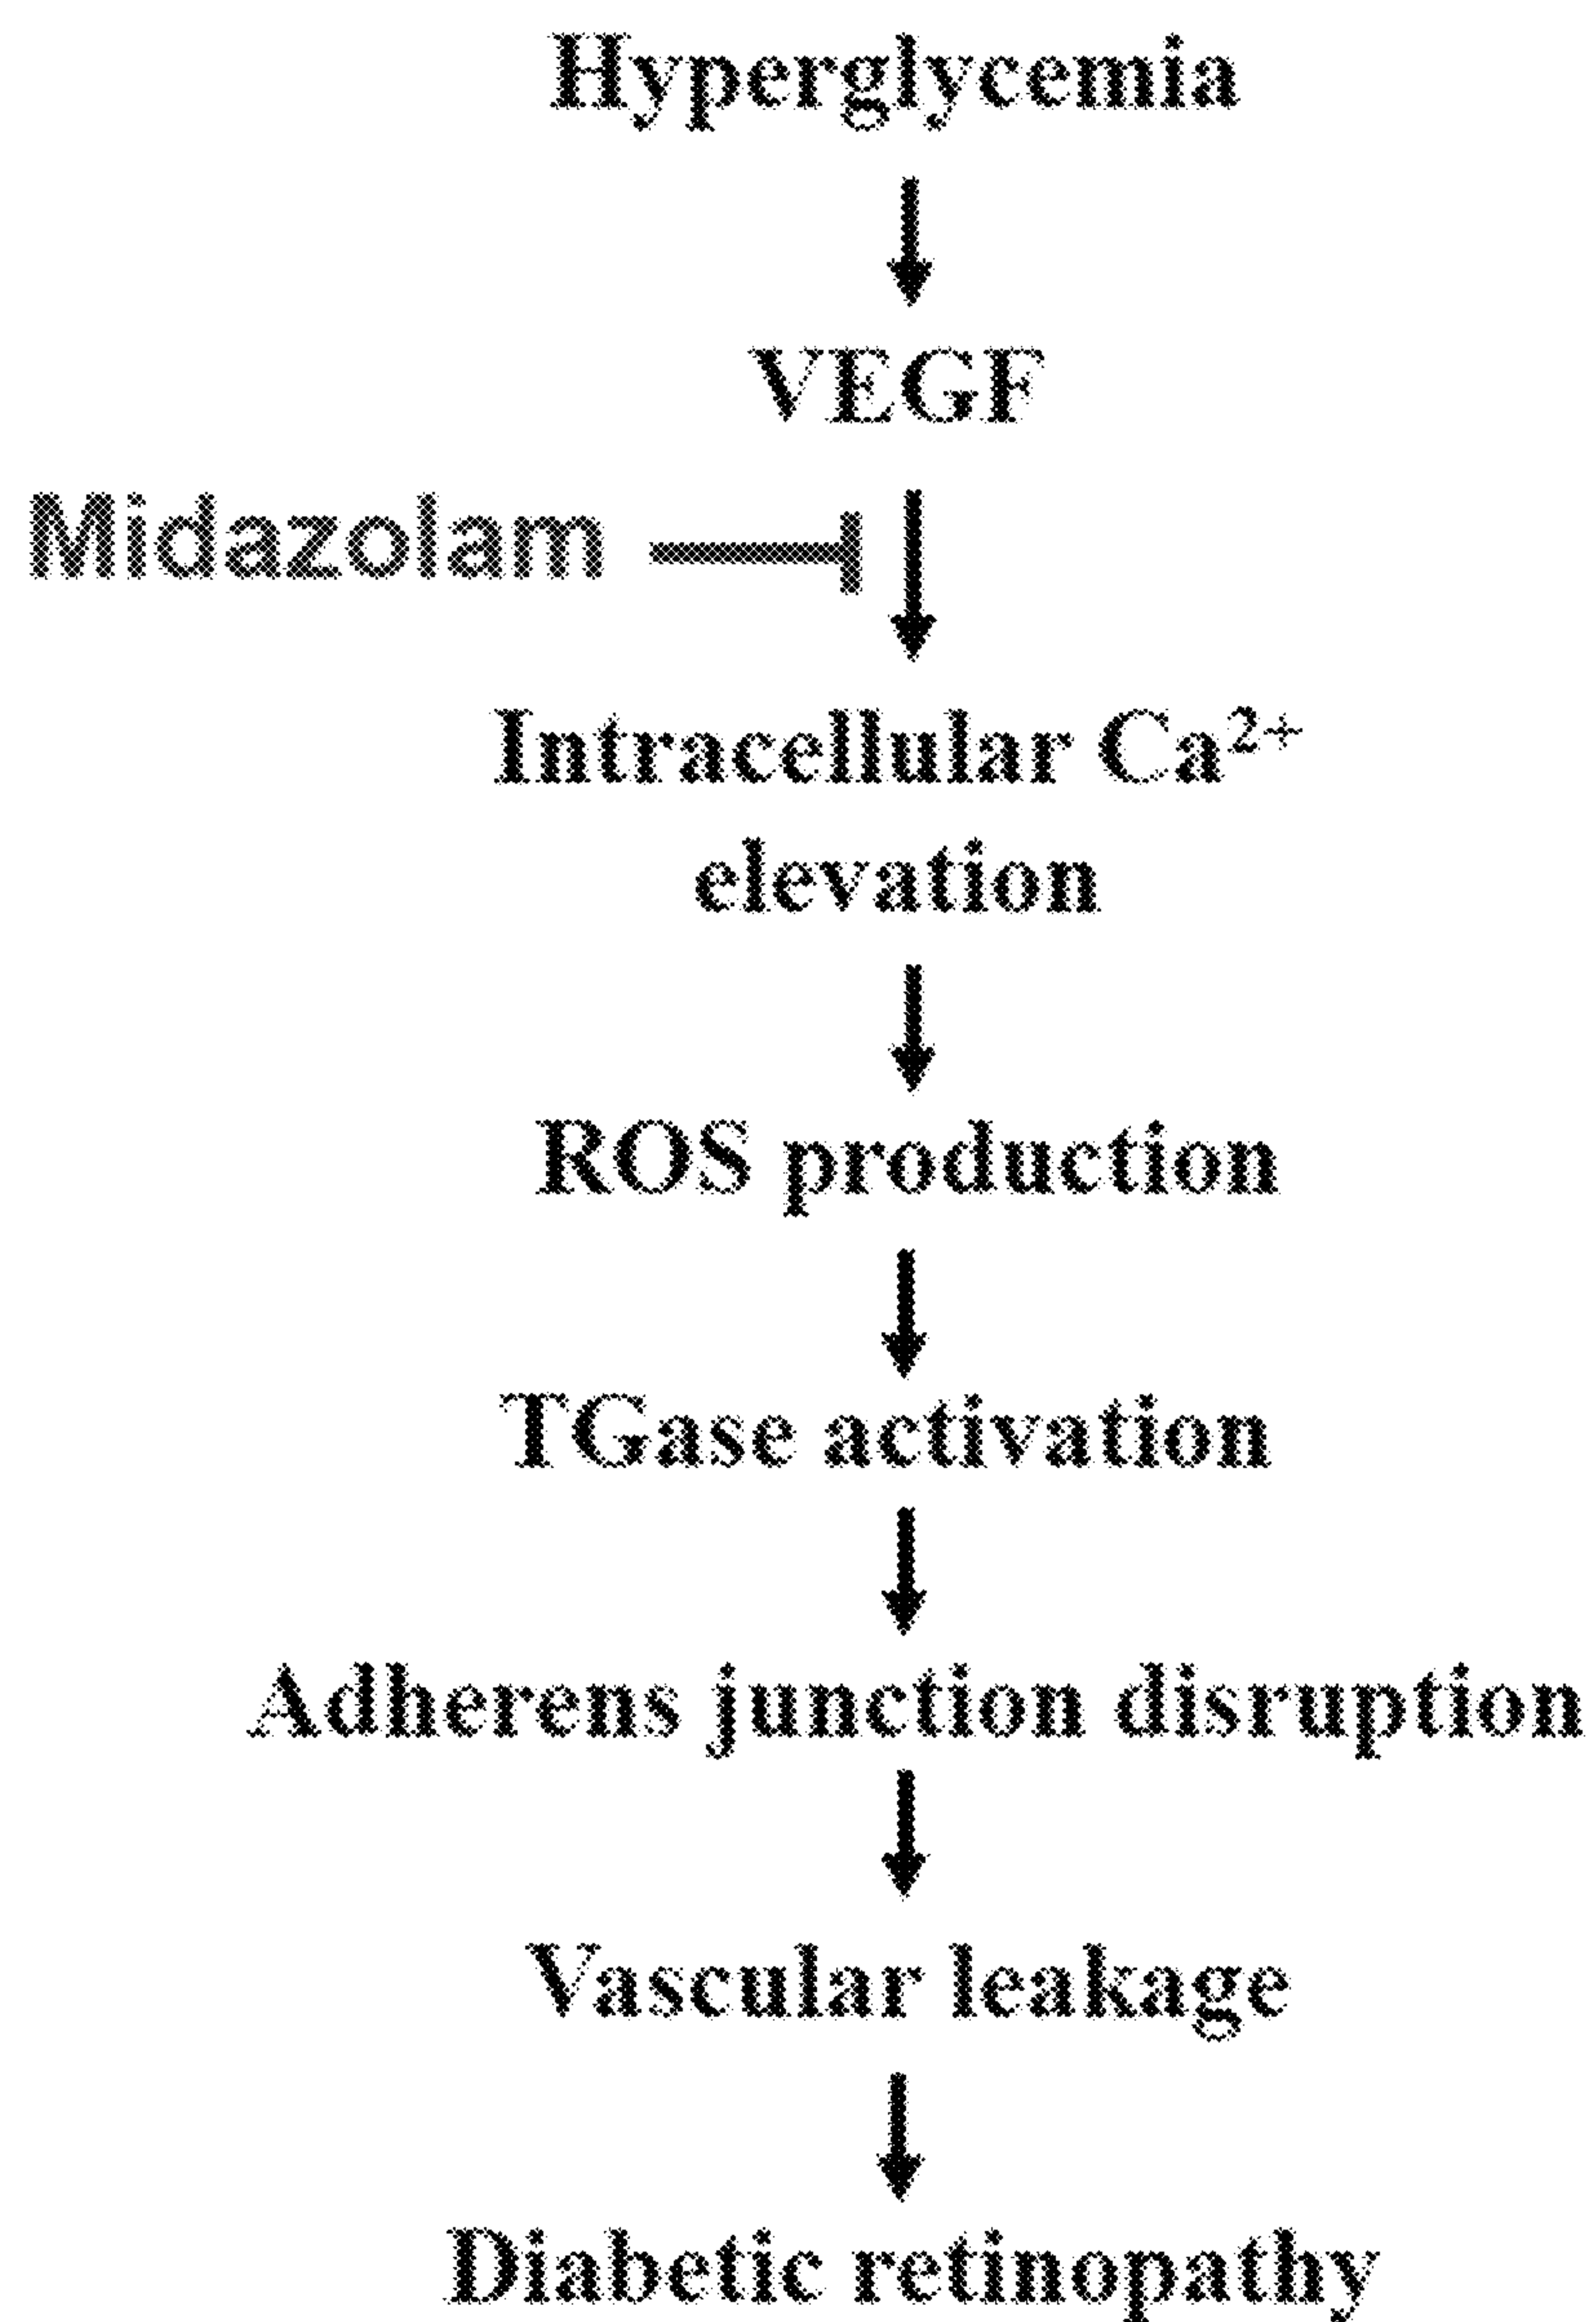 Hyperglycemia
VEGF
Midazolam
Intracellular Ca²⁺
elevation
ROS production
TGase activation
Adherens junction disruption
Vascular leakage
Diabetic retinopathy